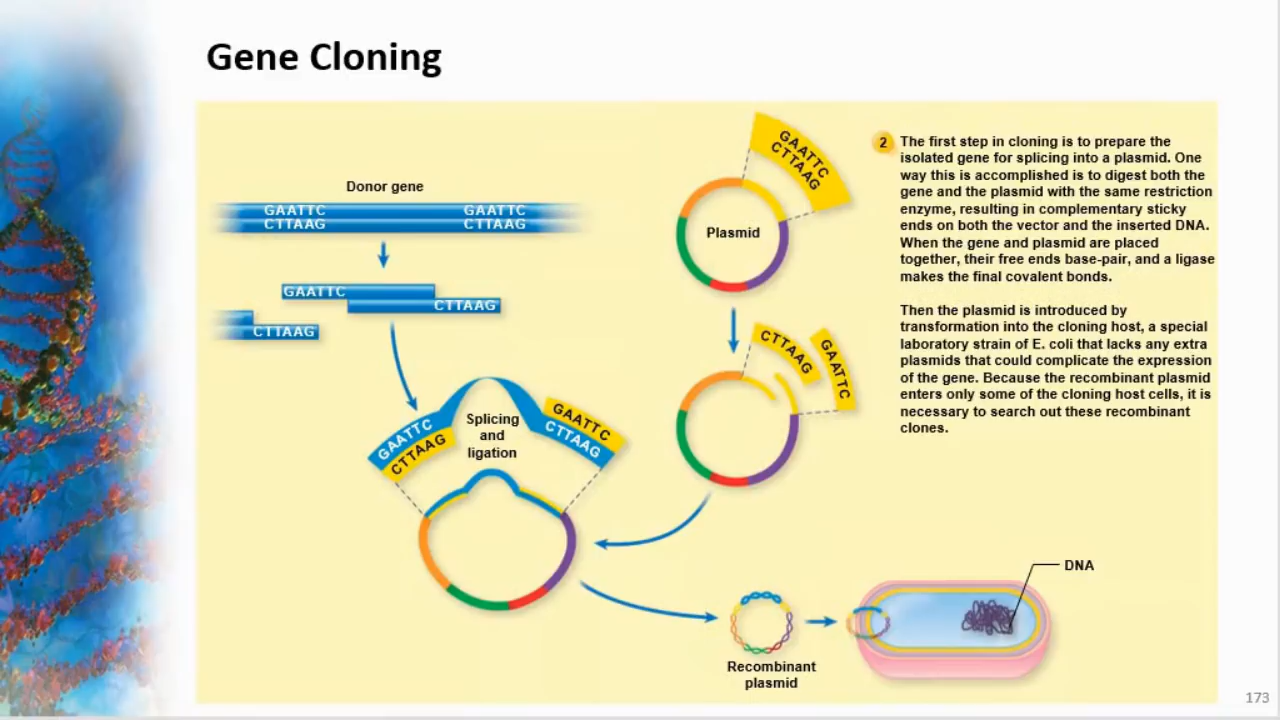 Gene Cloning
Donor gene
GAATTC GAATTC
CTTAAG CTTAAG
GAATTC
CTTAAG
CTTAAG
GAATTC
CTTAAG
Splicing
and
ligation
GAATTC
CTTAAG
GAATTC
CTTAAG
Plasmid
CTTAAG
GAATTC
2 The first step in cloning is to prepare the
isolated gene for splicing into a plasmid. One
way this is accomplished is to digest both the
gene and the plasmid with the same restriction
enzyme, resulting in complementary sticky
ends on both the vector and the inserted DNA.
When the gene and plasmid are placed
together, their free ends base-pair, and a ligase
makes the final covalent bonds.
Then the plasmid is introduced by
transformation into the cloning host, a special
laboratory strain of E. coli that lacks any extra
plasmids that could complicate the expression
of the gene. Because the recombinant plasmid
enters only some of the cloning host cells, it is
necessary to search out these recombinant
clones.
DNA
Recombinant
plasmid
173